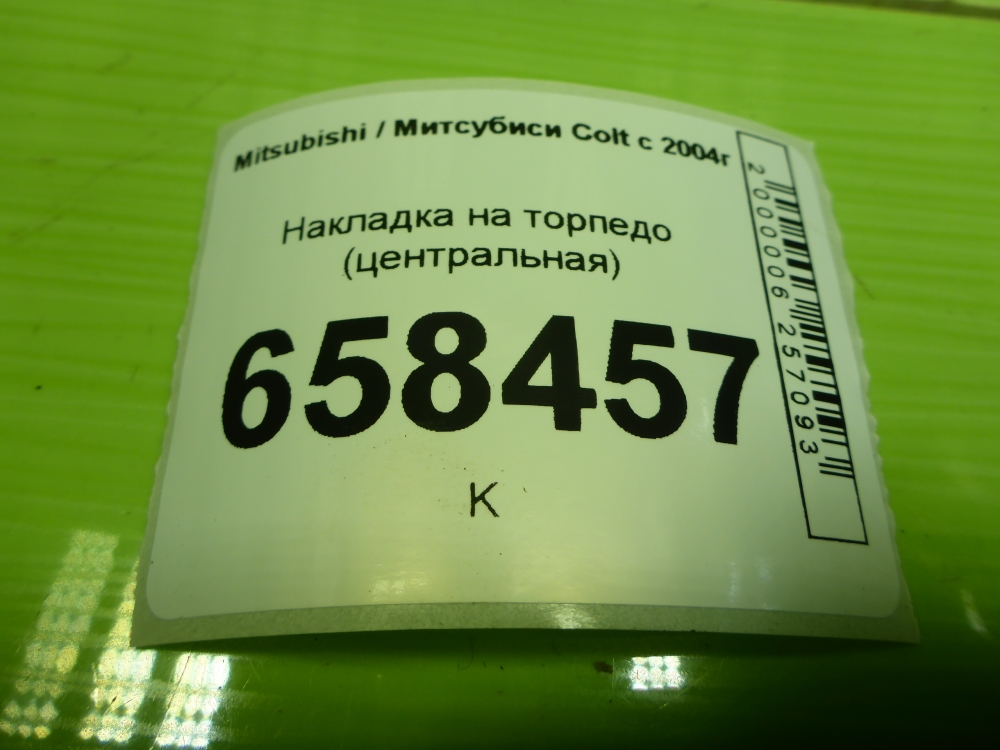 Mitsubishi / Митсубиси Colt с 2004г
Накладка на торпедо
(центральная)
658457
К
2000006257093